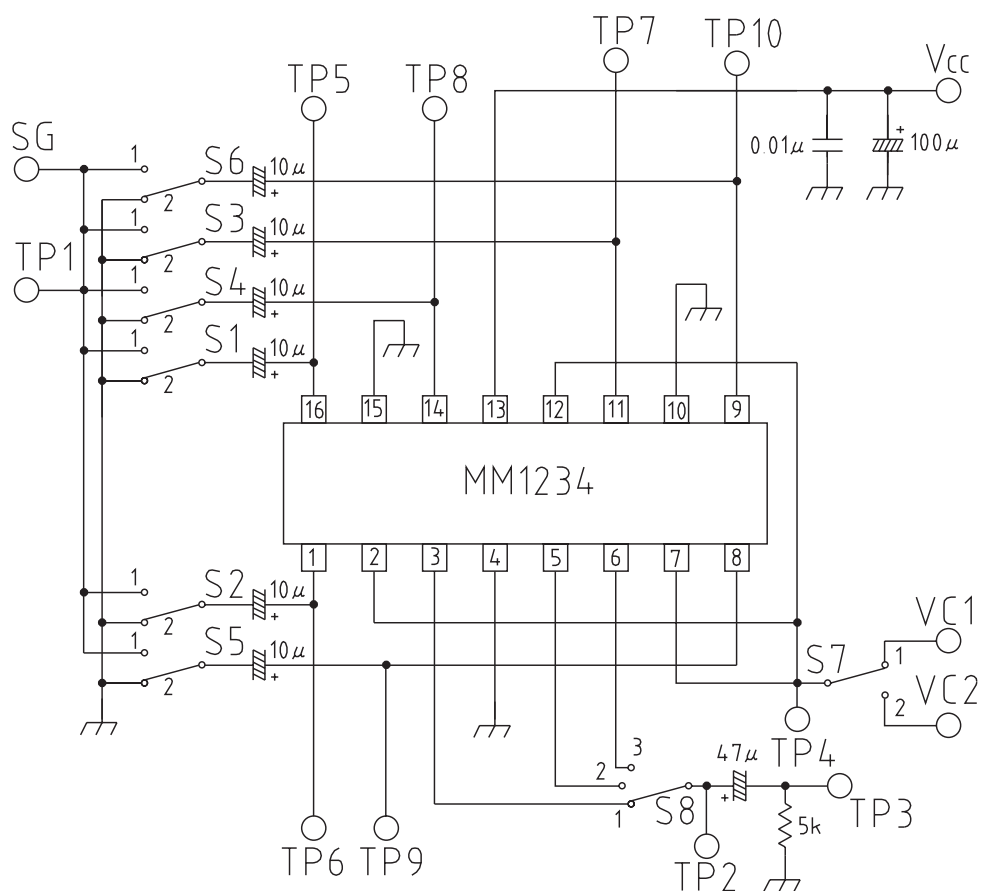 TP7 TP10
TP5 TP8 Vcc
SG
0.01μ + 100μ
1 S6 10μ
2 +
1 S3 10μ
TP1 2 +
1 S4 10μ
2 +
1 S1 10μ
2 +
16 15 14 13 12 11 10 9
MM1234
1 2 3 4 5 6 7 8
1 S2 10μ
2 +
1 S5 10μ
2 +
S7 1 VC1
2 VC2
TP4
3 47μ
2
1 S8 + TP3
5k
TP6 TP9 TP2